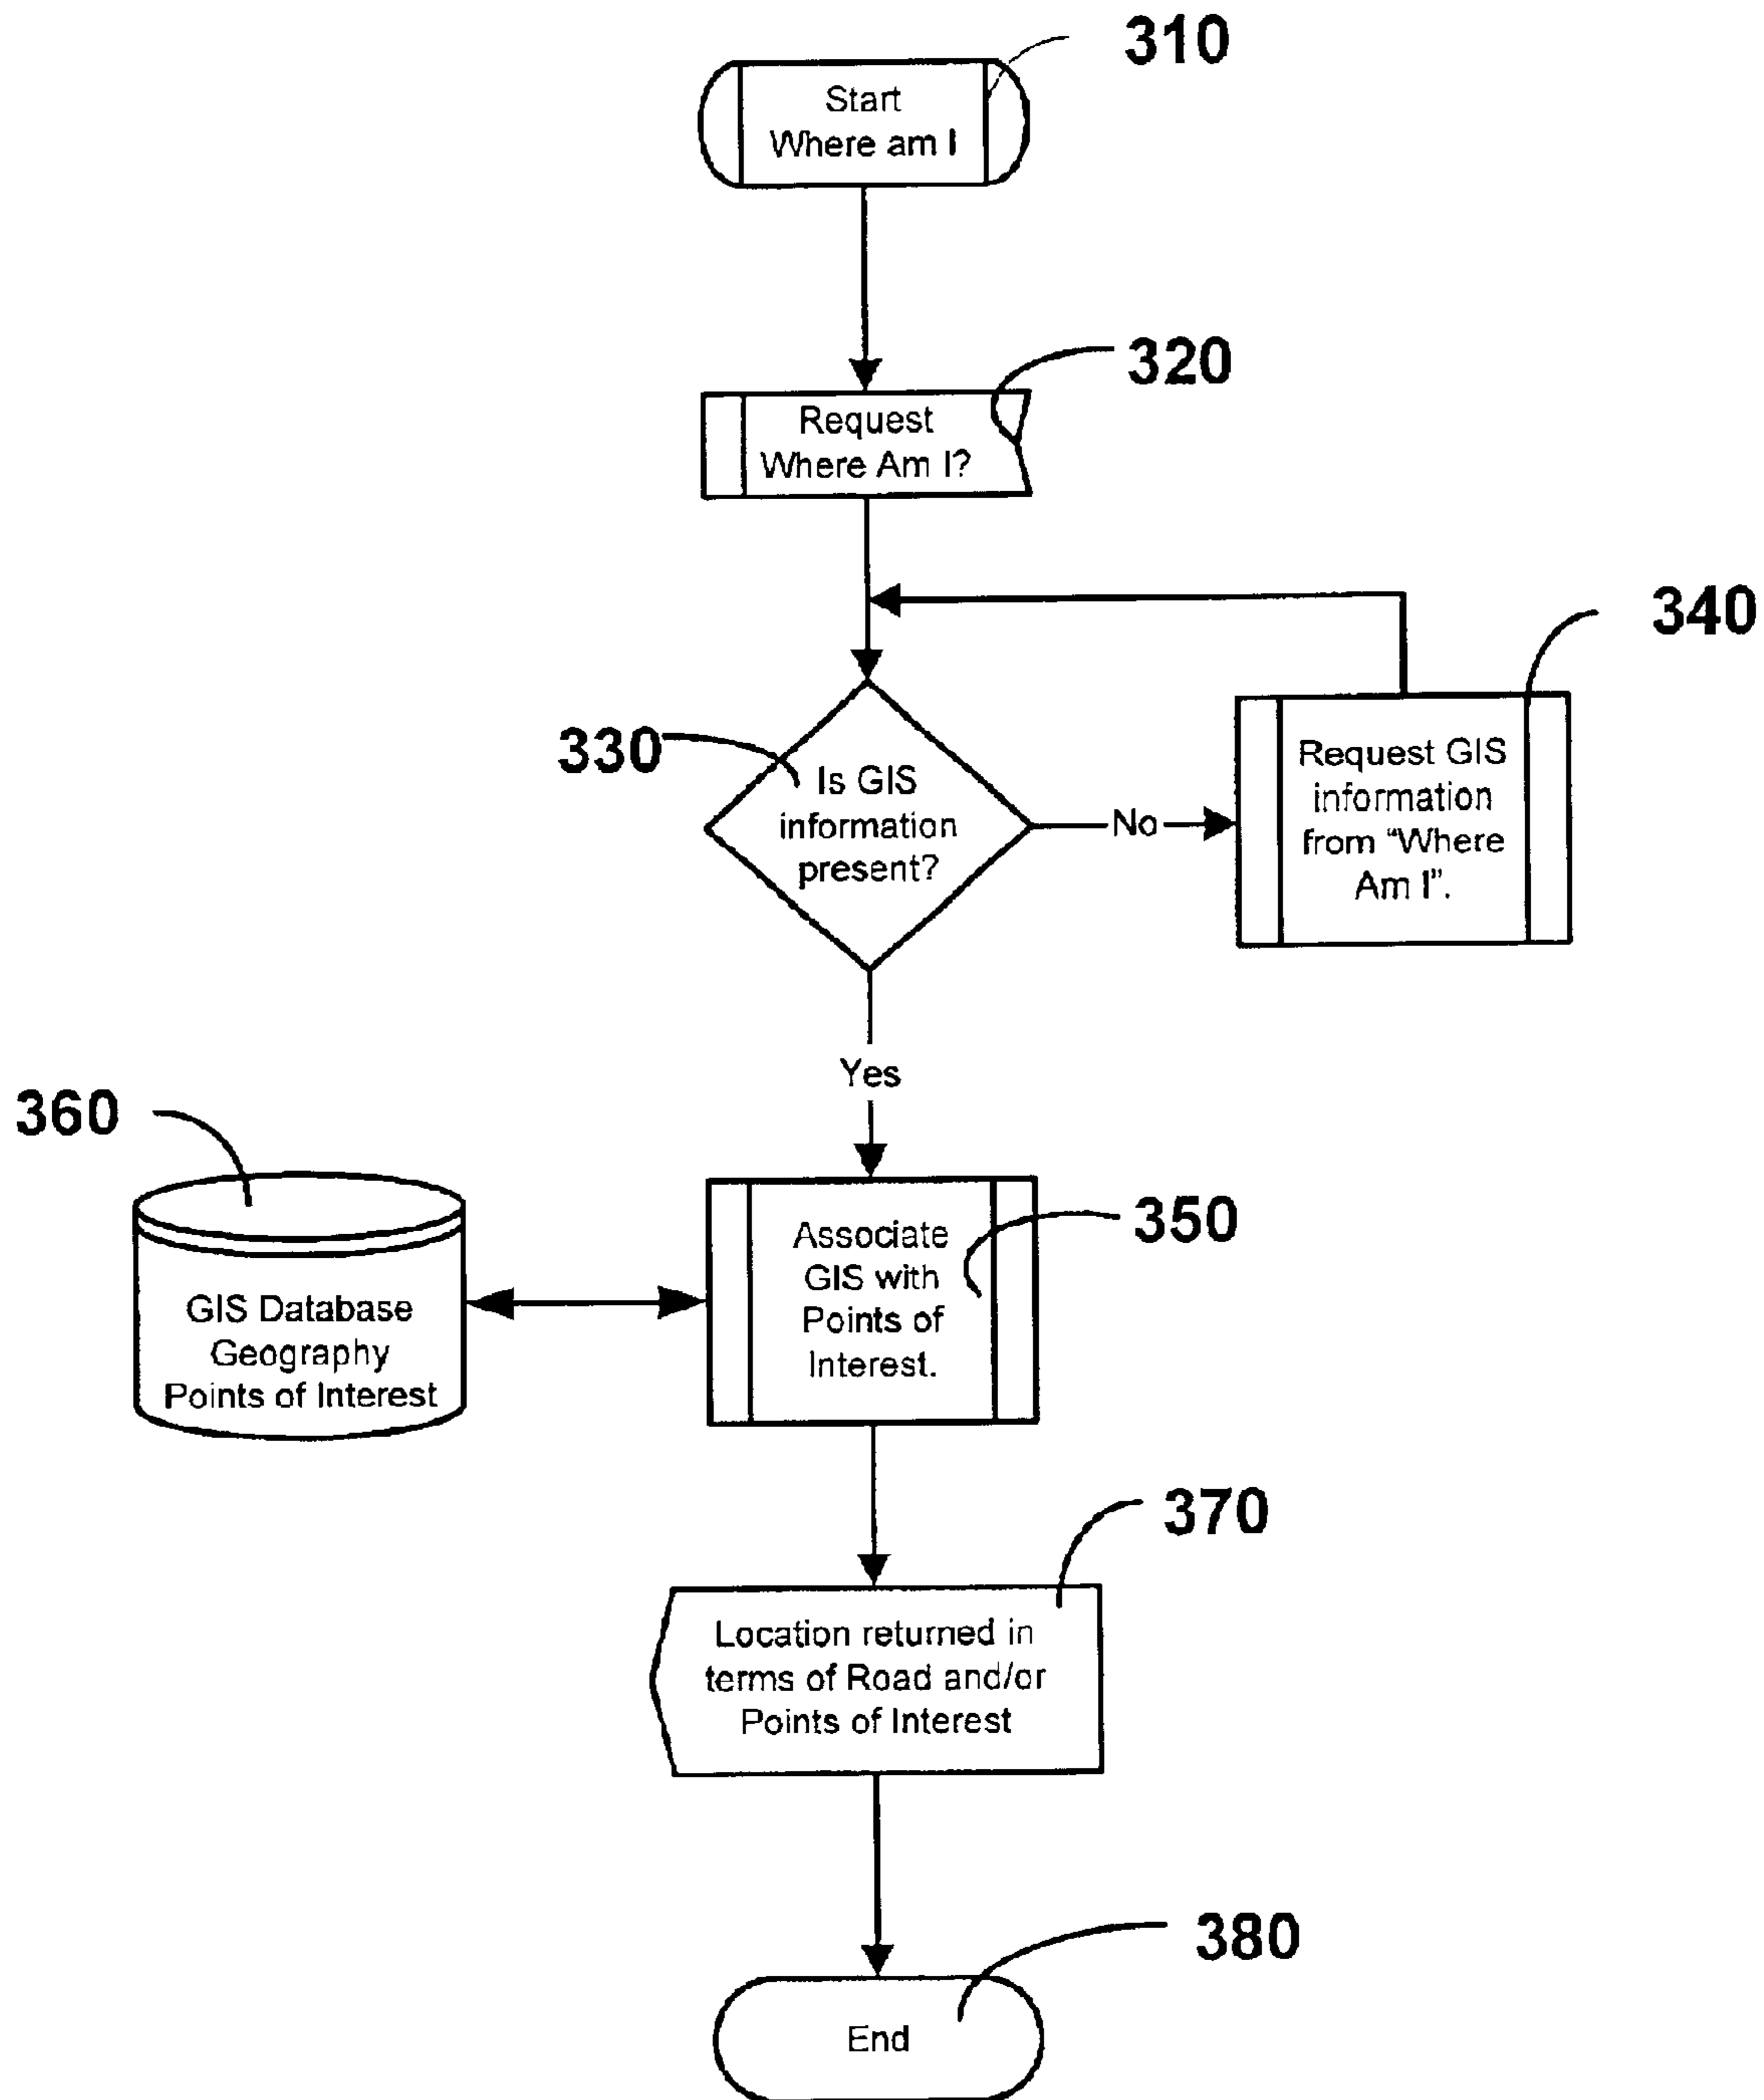 310
Start
Where am I
320
Request
Where Am I?
340
330
Is GIS
information
present?
No
Request GIS
information
from “Where
Am I”.
Yes
360
350
Associate
GIS with
Points of
Interest.
GIS Database
Geography
Points of Interest
370
Location returned in
terms of Road and/or
Points of Interest
380
End